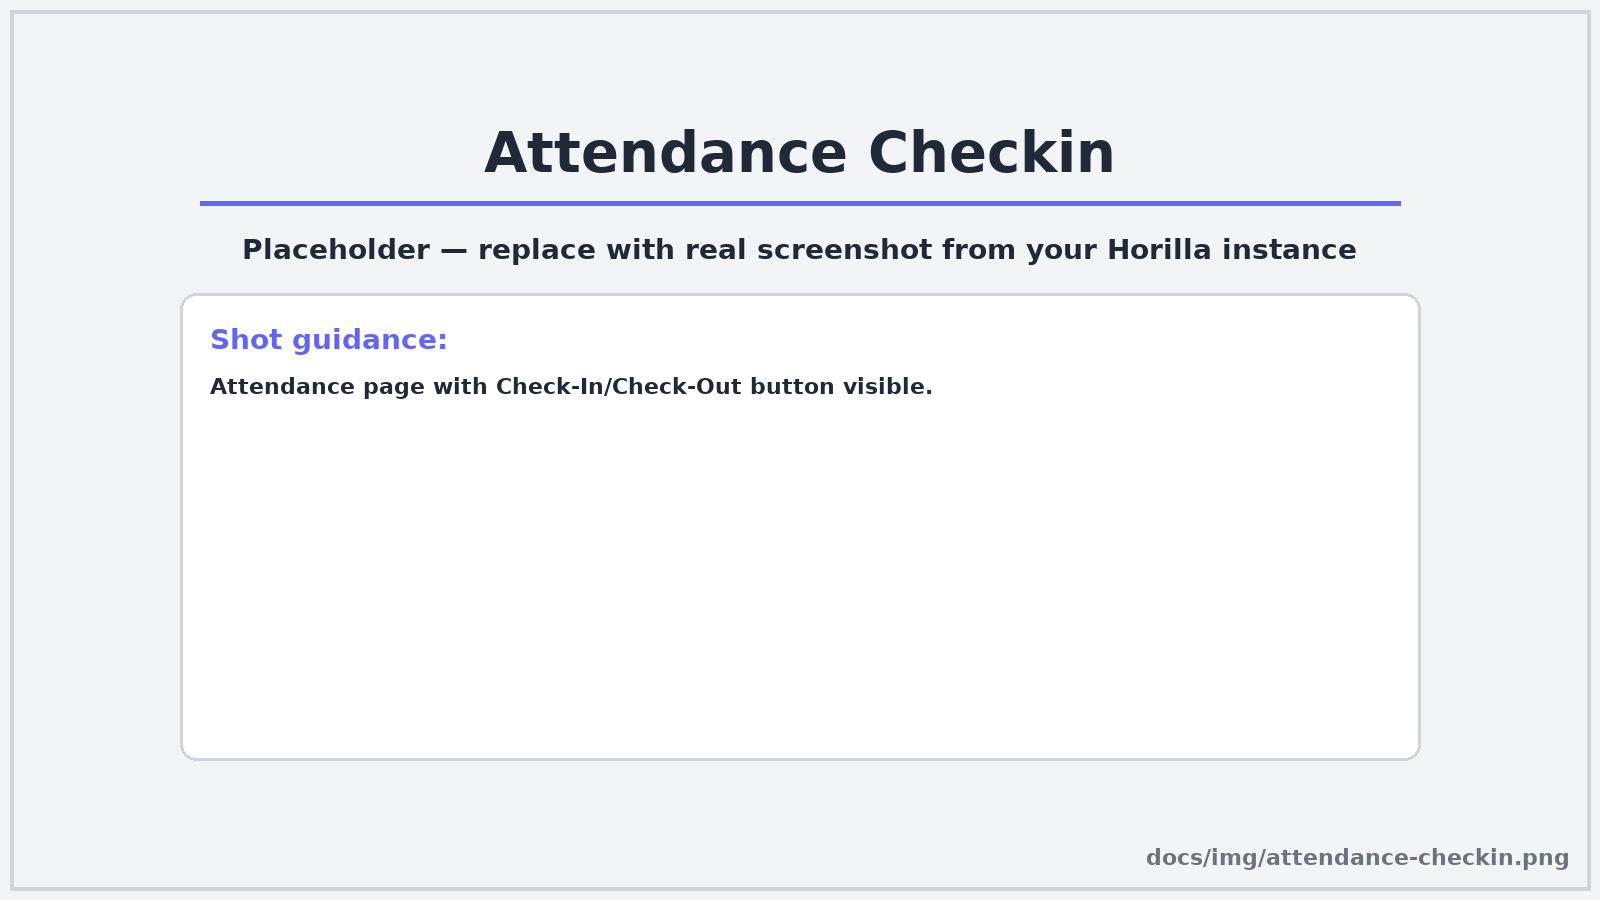 Attendance Checkin
Placeholder — replace with real screenshot from your Horilla instance
Shot guidance:
Attendance page with Check-In/Check-Out button visible.
docs/img/attendance-checkin.png